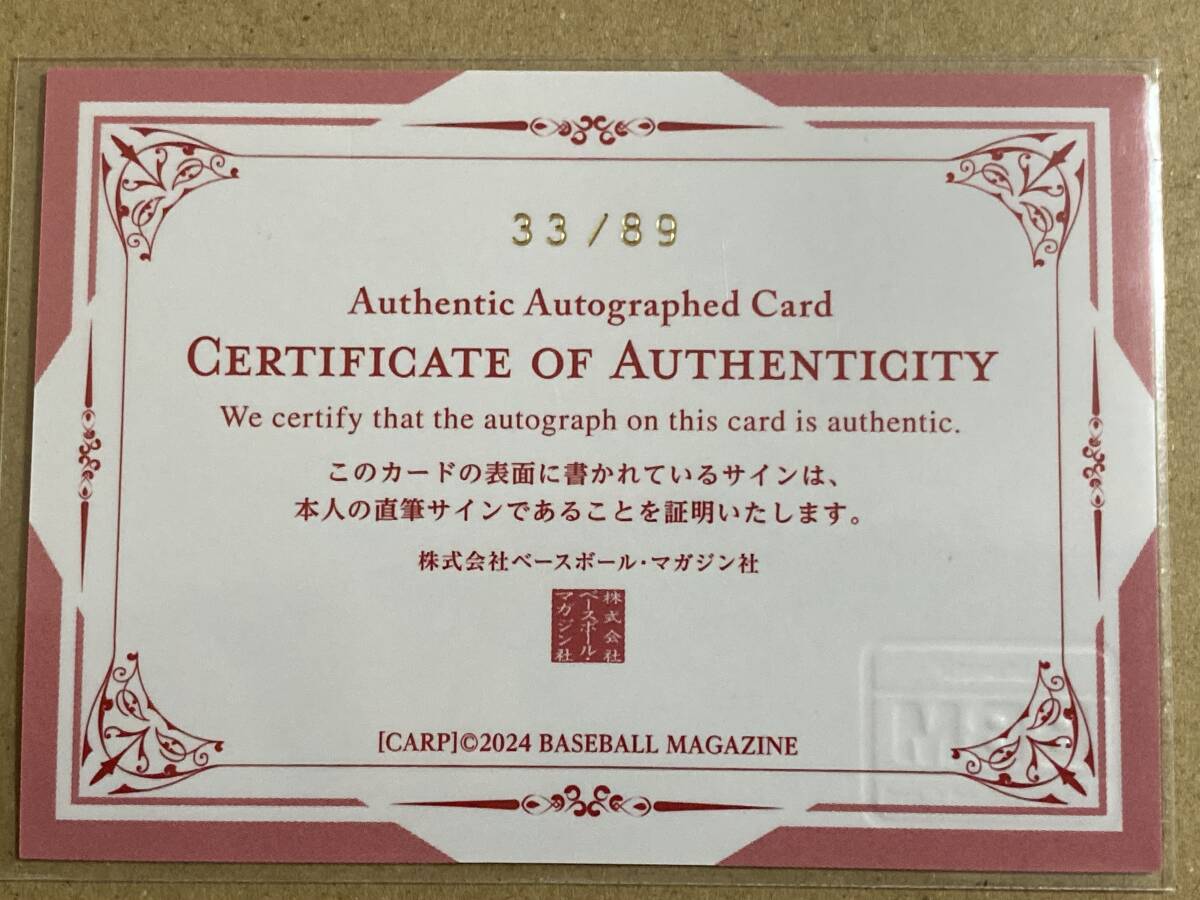 33/89
Authentic Autographed Card
CERTIFICATE OF AUTHENTICITY
We certify that the autograph on this card is authentic.
このカードの表面に書かれているサインは、
本人の直筆サインであることを証明いたします。
株式会社ベースボール・マガジン社
株式会社
ベースボール・
マガジン社
[CARP]©2024 BASEBALL MAGAZINE